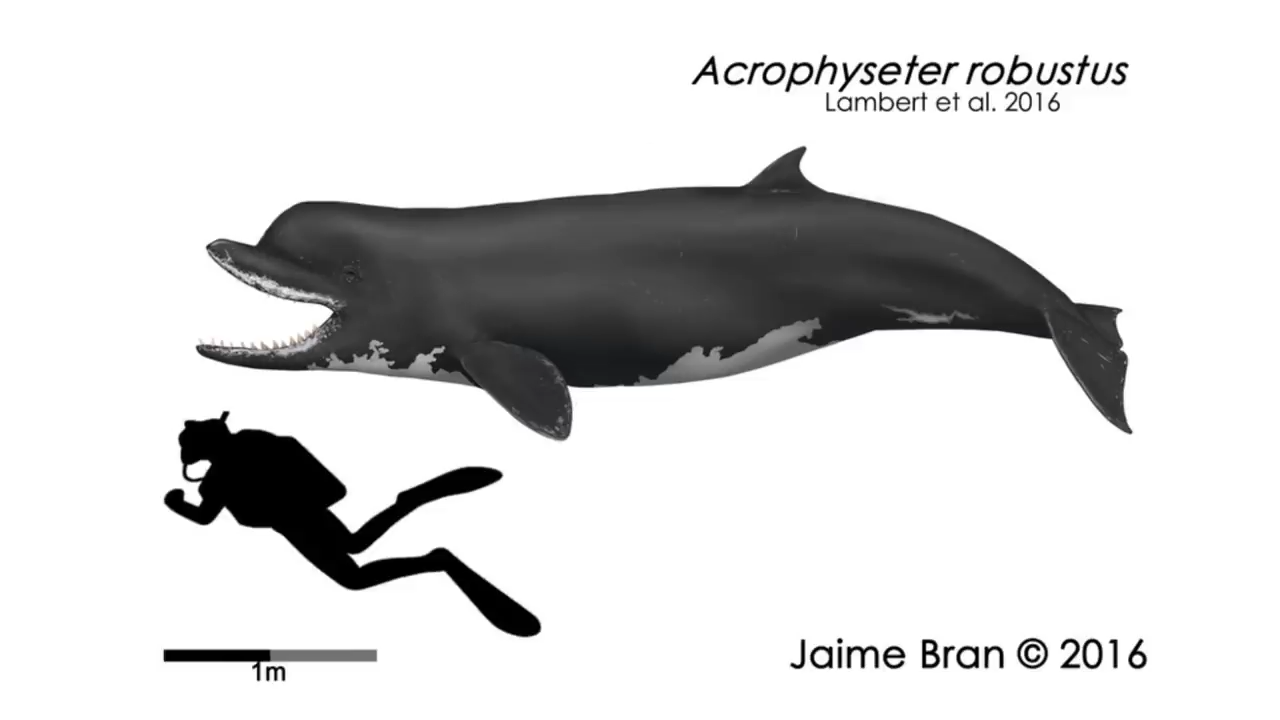 Acrophyseter robustus
Lambert et al. 2016
1m
Jaime Bran © 2016